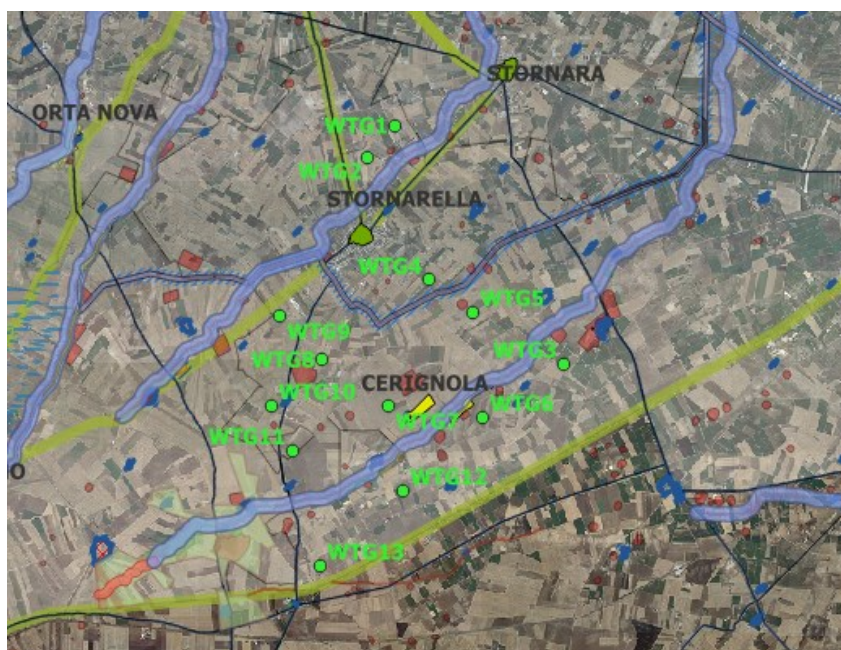 STORNARA
ORTA NOVA
WTG1
WTG2
STORNARELLA
WTG4
WTG5
WTG9
WTG8
WTG3
CERIGNOLA
WTG10
WTG6
WTG7
WTG11
O
WTG12
WTG13